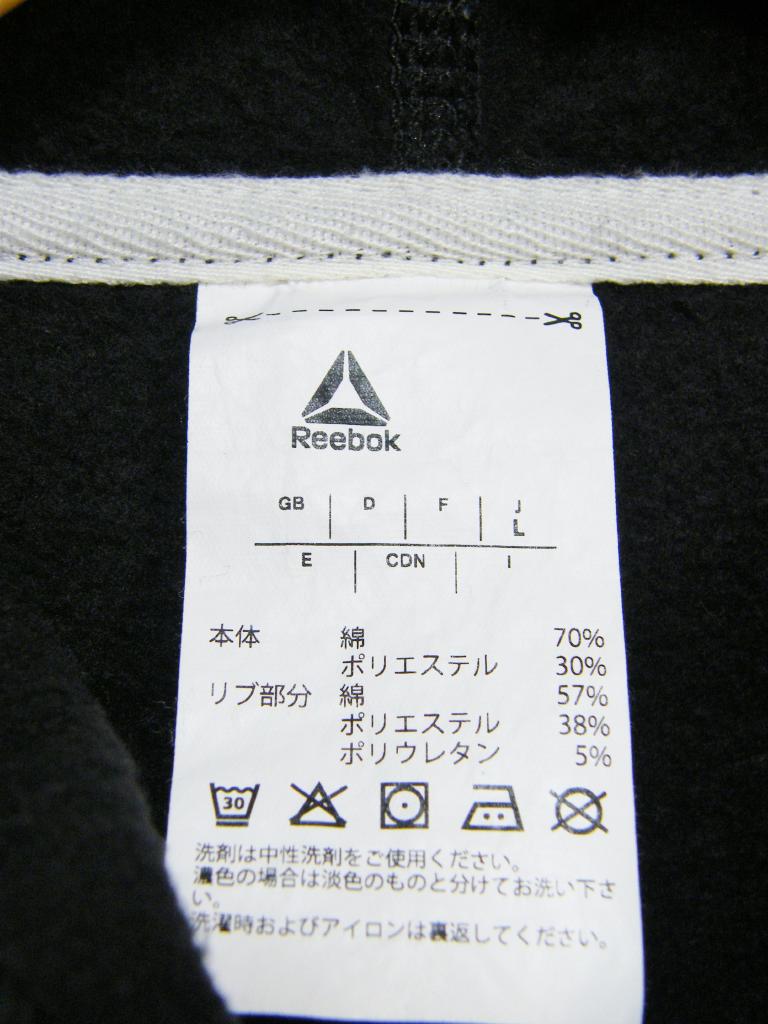 Reebok
GB D F J
L
E CDN I
本体 綿 70%
ポリエステル 30%
リブ部分 綿 57%
ポリエステル 38%
ポリウレタン 5%
30
洗剤は中性洗剤をご使用ください。
濃色の場合は淡色のものと分けてお洗い下さ
い。
洗濯時およびアイロンは裏返してください。